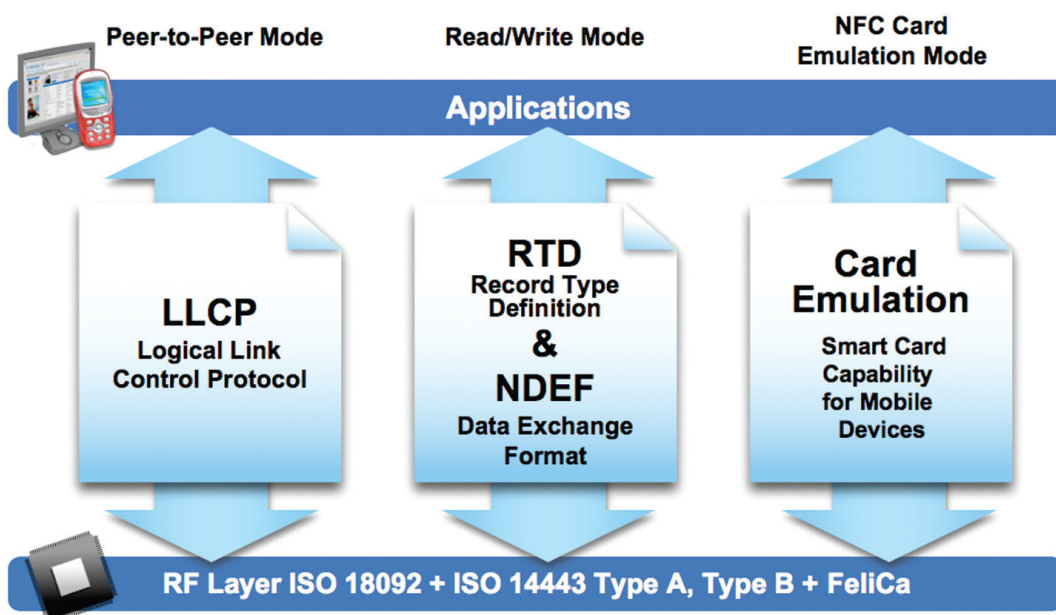 Peer-to-Peer Mode
Read/Write Mode
NFC Card
Emulation Mode
Applications
LLCP
Logical Link
Control Protocol
RTD
Record Type
Definition
&
NDEF
Data Exchange
Format
Card
Emulation
Smart Card
Capability
for Mobile
Devices
RF Layer ISO 18092 + ISO 14443 Type A, Type B + FeliCa